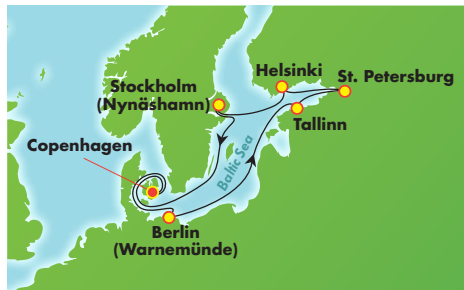 Helsinki
St. Petersburg
Stockholm
(Nynäshamn)
Tallinn
Copenhagen
Baltic Sea
Berlin
(Warnemünde)